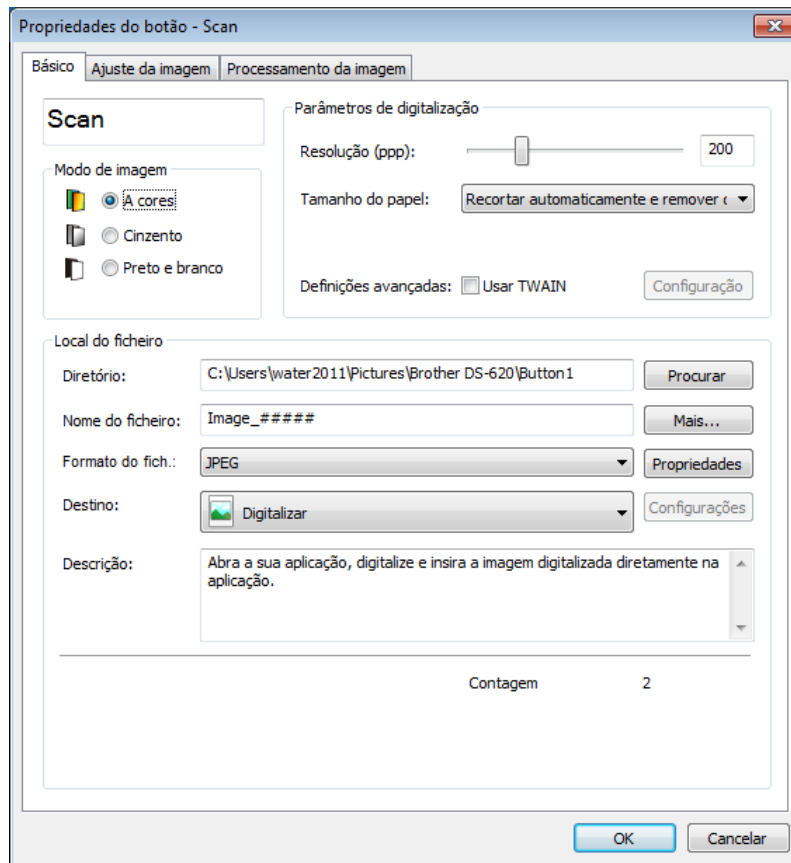 Propriedades do botão - Scan
Básico
Ajuste da imagem
Processamento da imagem
Scan
Modo de imagem
A cores
Cinzento
Preto e branco
Parâmetros de digitalização
Resolução (ppp):
200
Tamanho do papel:
Recortar automaticamente e remover
Definições avançadas:
Usar TWAIN
Configuração
Local do ficheiro
Diretório:
C:\Users\water2011\Pictures\Brother DS-620\Button1
Procurar
Nome do ficheiro:
Image_#####
Mais...
Formato do fich.:
JPEG
Propriedades
Destino:
Digitalizar
Configurações
Descrição:
Abra a sua aplicação, digitalize e insira a imagem digitalizada diretamente na
aplicação.
Contagem
2
OK
Cancelar